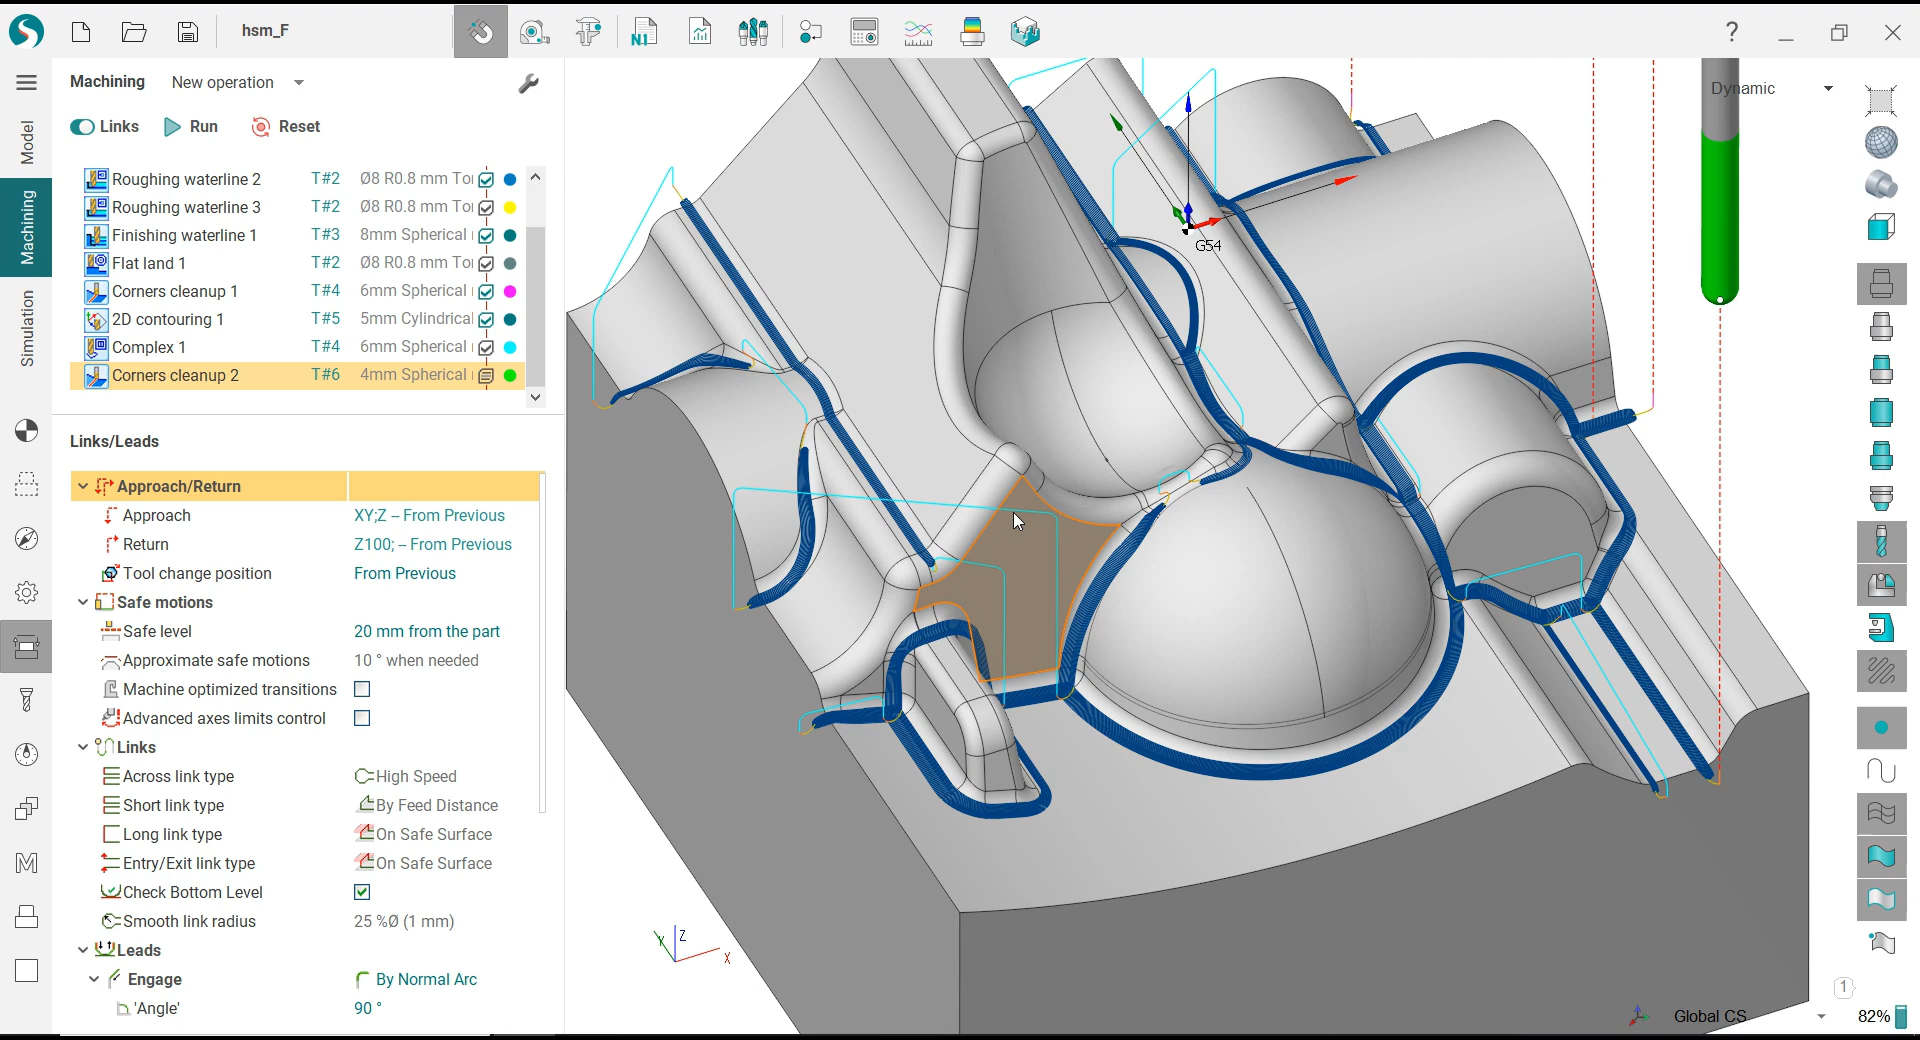 hsm_F
N1
?
Machining New operation
Links Run Reset
Model
Machining
Simulation
Roughing waterline 2 T#2 Ø8 R0.8 mm Tor
Roughing waterline 3 T#2 Ø8 R0.8 mm Tor
Finishing waterline 1 T#3 8mm Spherical
Flat land 1 T#2 Ø8 R0.8 mm Tor
Corners cleanup 1 T#4 6mm Spherical
2D contouring 1 T#5 5mm Cylindrical
Complex 1 T#4 6mm Spherical
Corners cleanup 2 T#6 4mm Spherical
Links/Leads
Approach/Return
Approach XY;Z – From Previous
Return Z100; – From Previous
Tool change position From Previous
Safe motions
Safe level 20 mm from the part
Approximate safe motions 10 ° when needed
Machine optimized transitions
Advanced axes limits control
Links
Across link type High Speed
Short link type By Feed Distance
Long link type On Safe Surface
Entry/Exit link type On Safe Surface
Check Bottom Level
Smooth link radius 25 %Ø (1 mm)
Leads
Engage By Normal Arc
'Angle' 90 °
Dynamic
G54
Y Z X
1
Global CS
82%